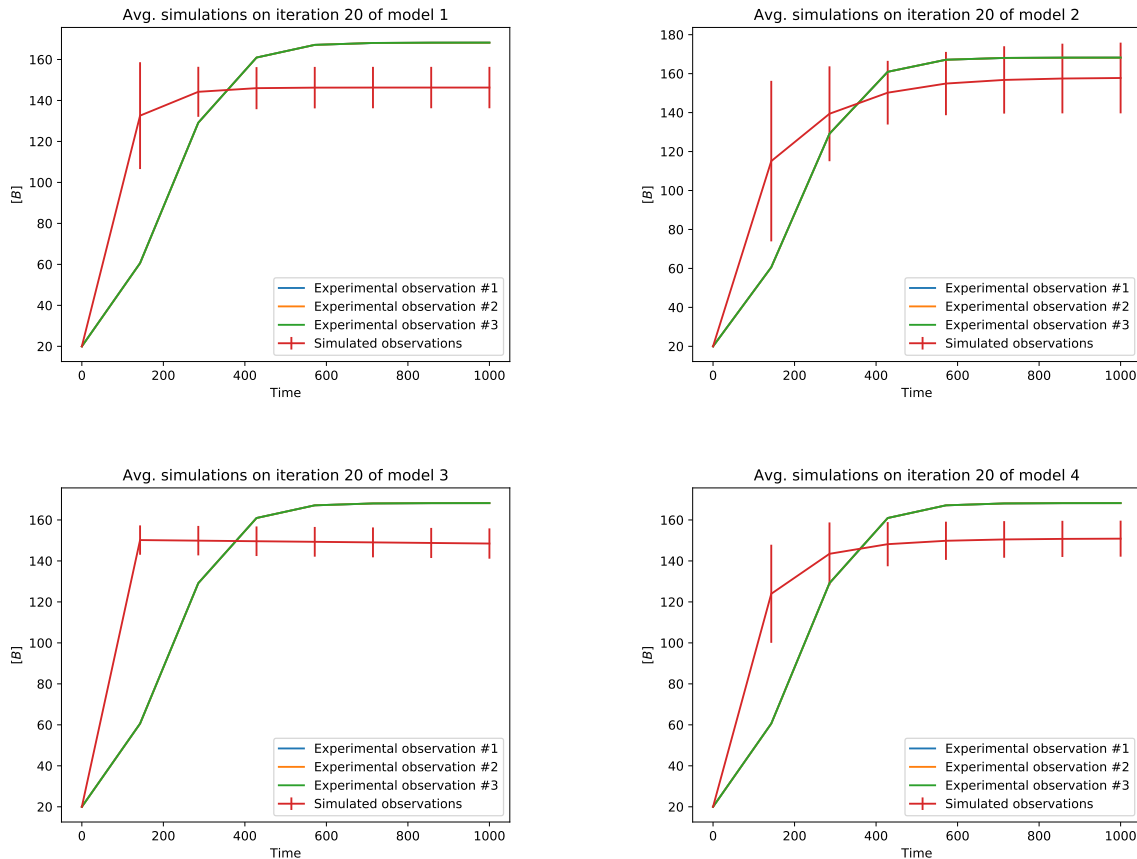 Avg. simulations on iteration 20 of model 1
160
140
120
100
80
60
40
20
[B]
0
200
400
600
800
1000
Time
Experimental observation #1
Experimental observation #2
Experimental observation #3
Simulated observations
Avg. simulations on iteration 20 of model 2
180
160
140
120
100
80
60
40
20
[B]
0
200
400
600
800
1000
Time
Experimental observation #1
Experimental observation #2
Experimental observation #3
Simulated observations
Avg. simulations on iteration 20 of model 3
160
140
120
100
80
60
40
20
[B]
0
200
400
600
800
1000
Time
Experimental observation #1
Experimental observation #2
Experimental observation #3
Simulated observations
Avg. simulations on iteration 20 of model 4
160
140
120
100
80
60
40
20
[B]
0
200
400
600
800
1000
Time
Experimental observation #1
Experimental observation #2
Experimental observation #3
Simulated observations